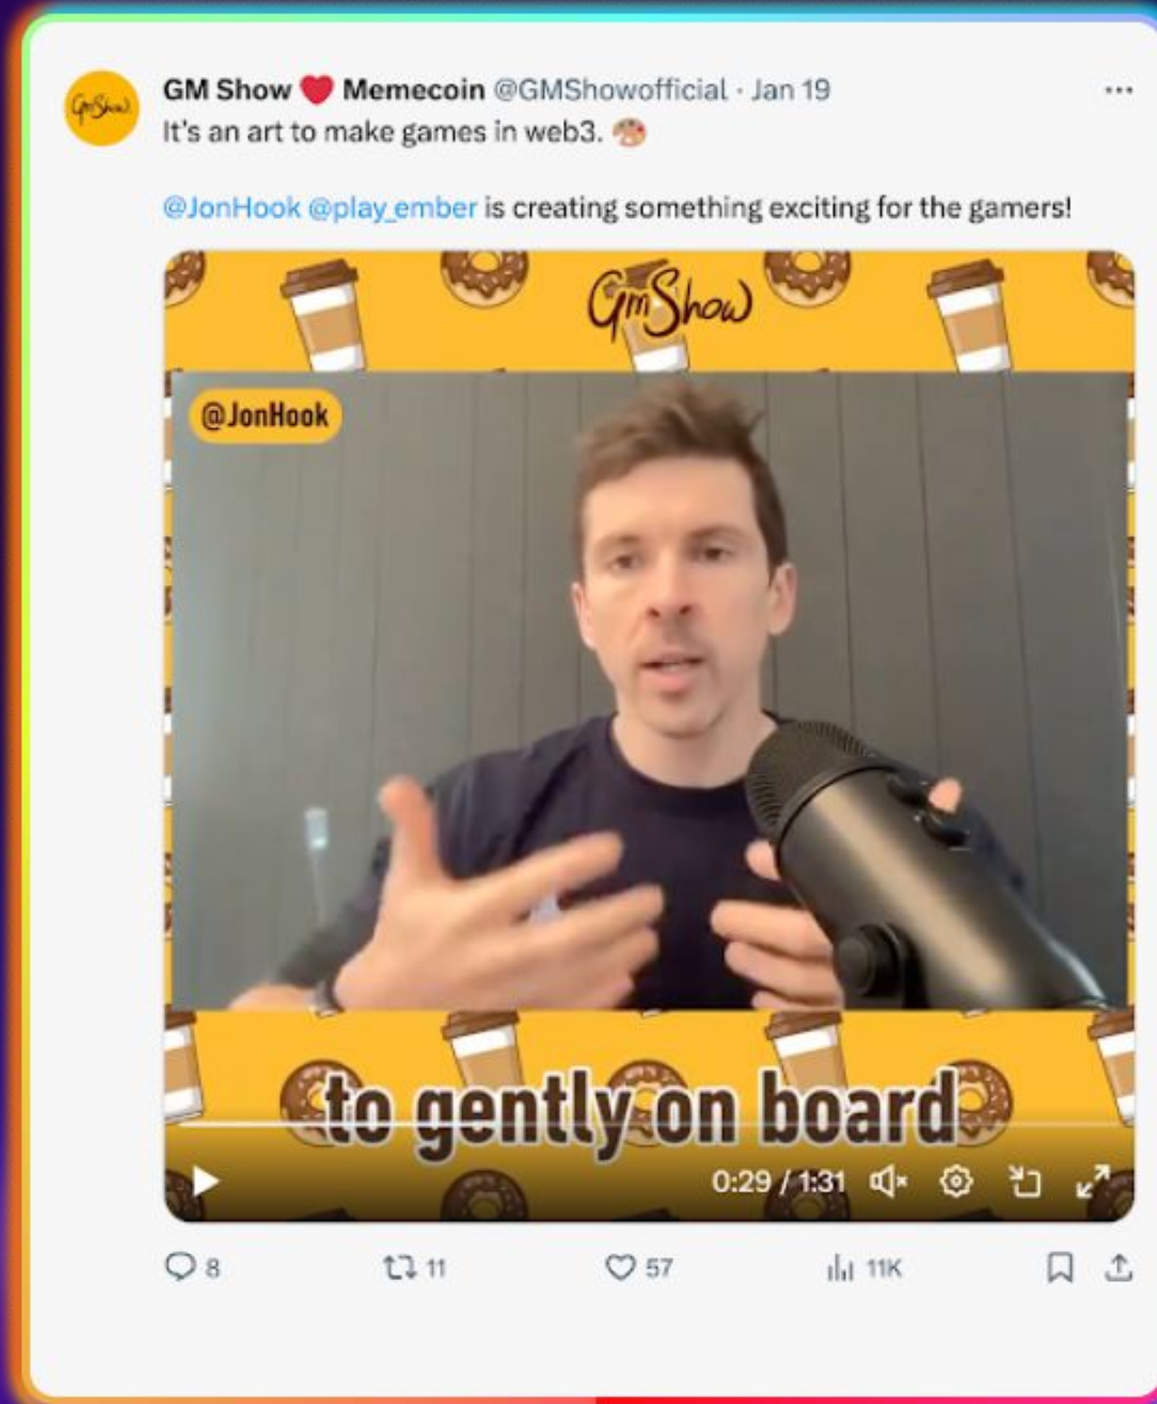 GmShow
GM Show ❤️ Memecoin @GMShowofficial · Jan 19
It's an art to make games in web3. 🎨
@JonHook @play_ember is creating something exciting for the gamers!
GmShow
@JonHook
to gently on board
0:29 / 1:31
8 11 57 11K